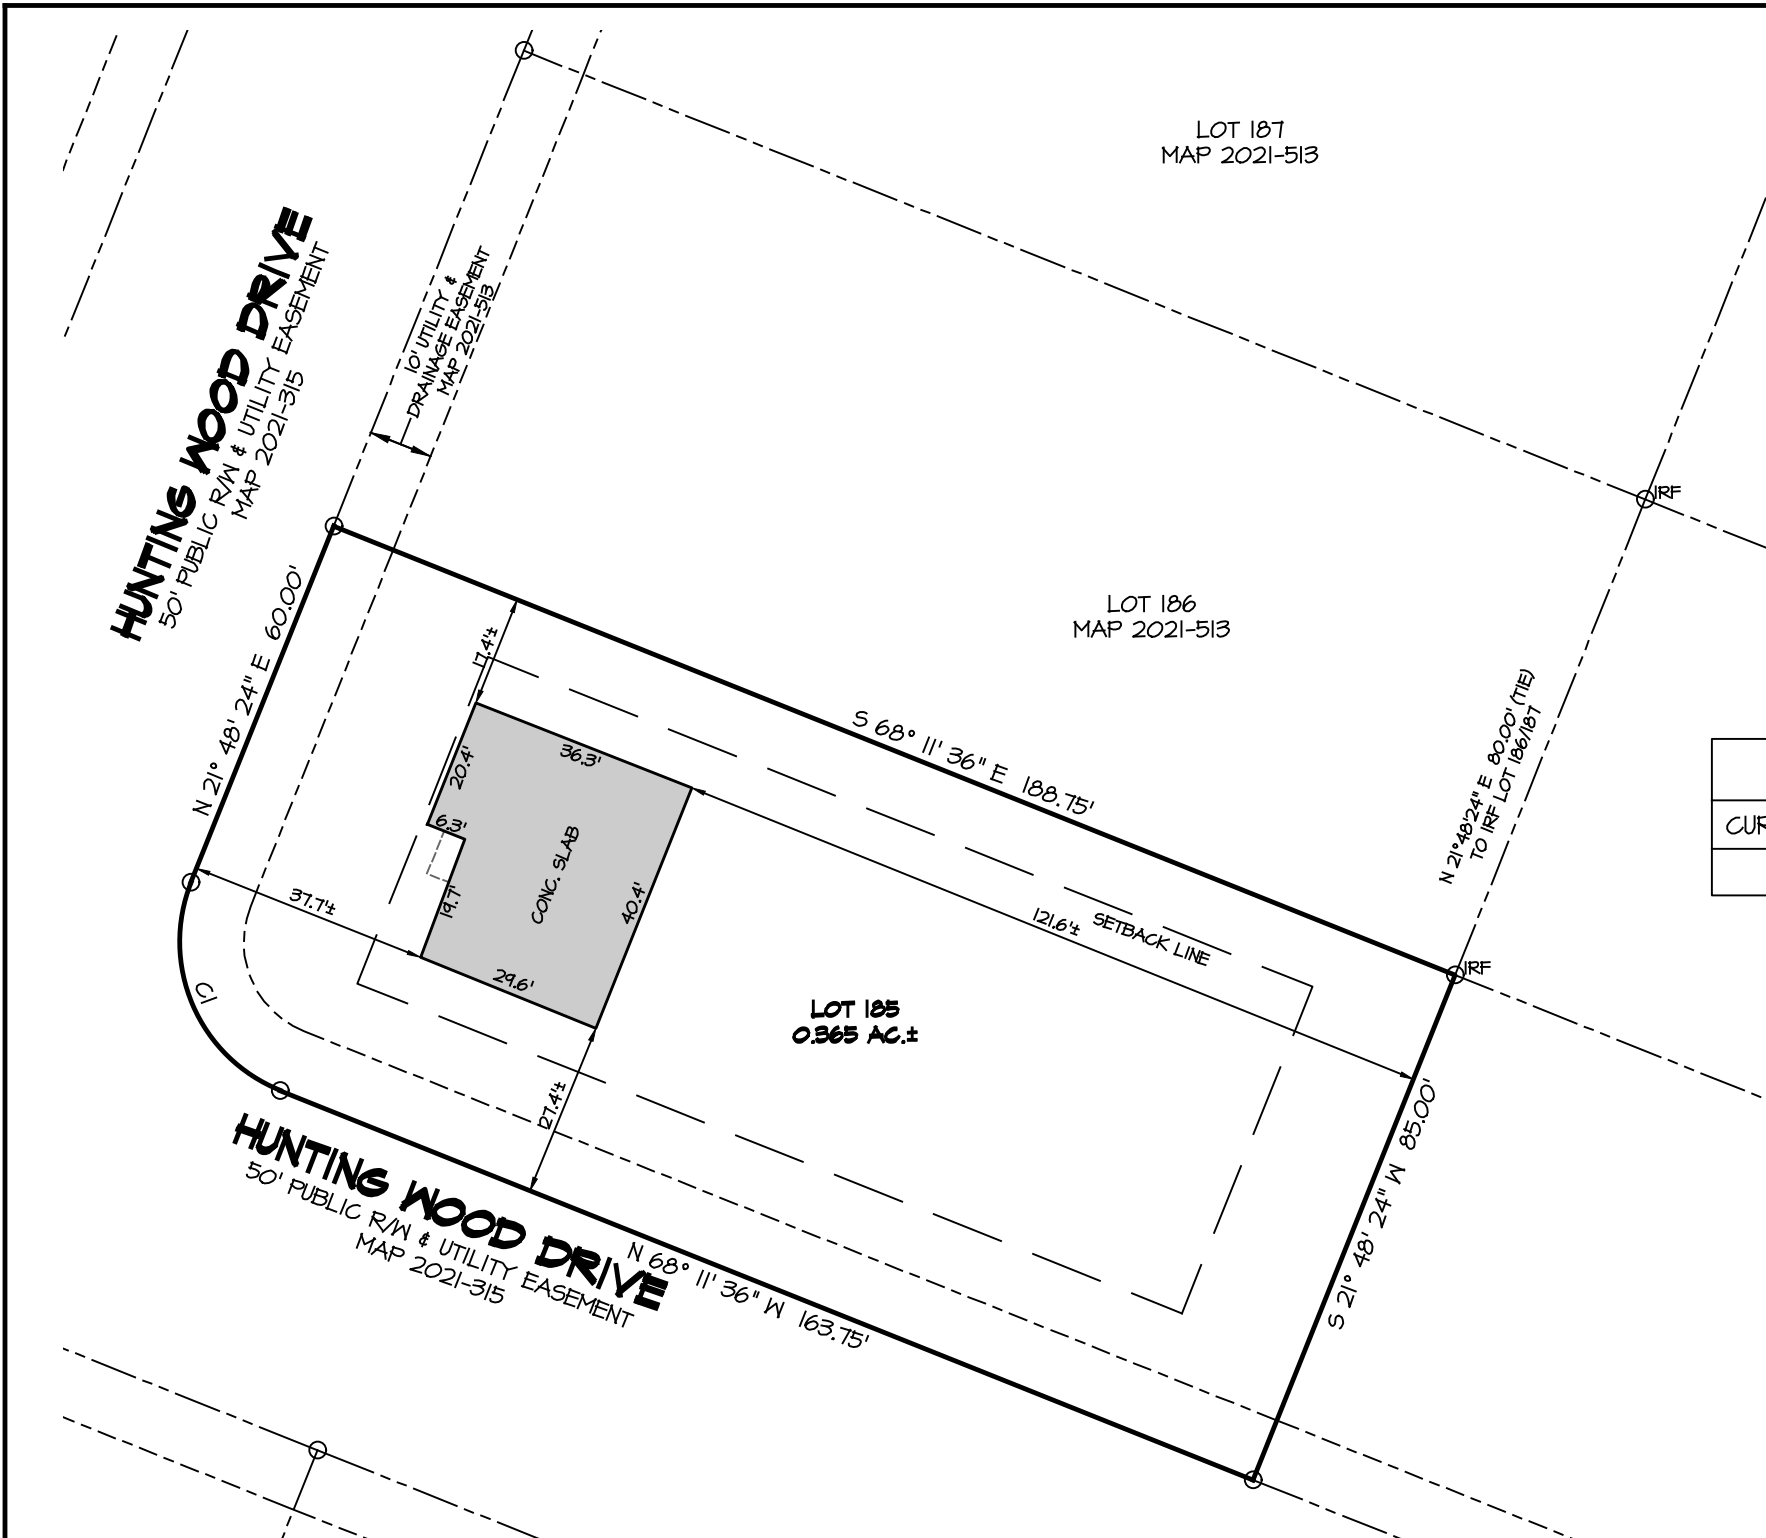 LOT 187
MAP 2021-513
HUNTING WOOD DRIVE
50' PUBLIC R/W & UTILITY EASEMENT
MAP 2021-315
10' UTILITY &
DRAINAGE EASEMENT
MAP 2021-513
IRF
LOT 186
MAP 2021-513
N 21° 48' 24" E 60.00'
17.4'±
S 68° 11' 36" E 188.75'
N 21°48'24" E 80.00' (TIE)
TO IRF LOT 186/187
36.3'
20.4'
6.3'
CONC. SLAB
19.7'
40.4'
37.7'±
29.6'
121.6'±
SETBACK LINE
IRF
C1
LOT 185
0.365 AC.±
27.4'±
S 21° 48' 24" W 85.00'
HUNTING WOOD DRIVE
50' PUBLIC R/W & UTILITY EASEMENT
MAP 2021-315
N 68° 11' 36" W 163.75'